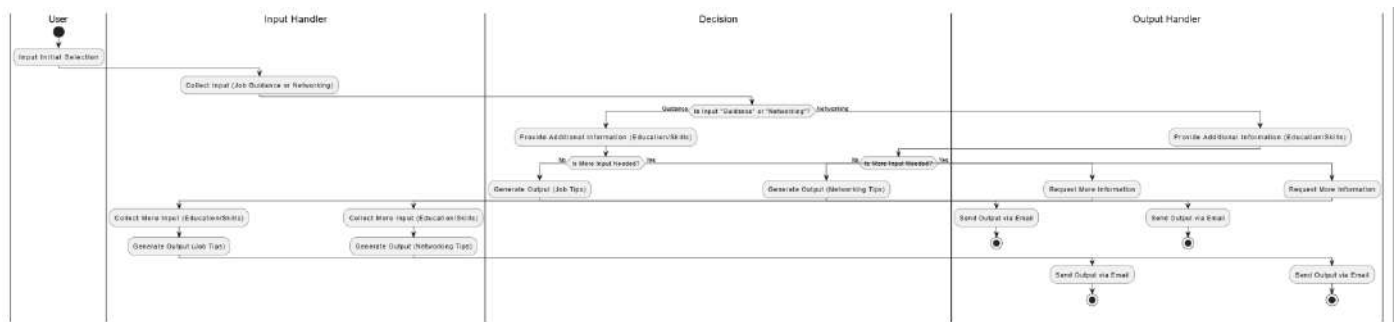 User
Input Handler
Decision
Output Handler
Input Initial Selection
Collect Input (Job Guidance or Networking)
Guidance
Is Input "Guidance" or "Networking"?
Networking
Provide Additional Information (Education/Skills)
Provide Additional Information (Education/Skills)
No
Is More Input Needed?
Yes
No
Is More Input Needed?
Yes
Generate Output (Job Tips)
Generate Output (Networking Tips)
Request More Information
Request More Information
Collect More Input (Education/Skills)
Collect More Input (Education/Skills)
Send Output via Email
Send Output via Email
Generate Output (Job Tips)
Generate Output (Networking Tips)
Send Output via Email
Send Output via Email